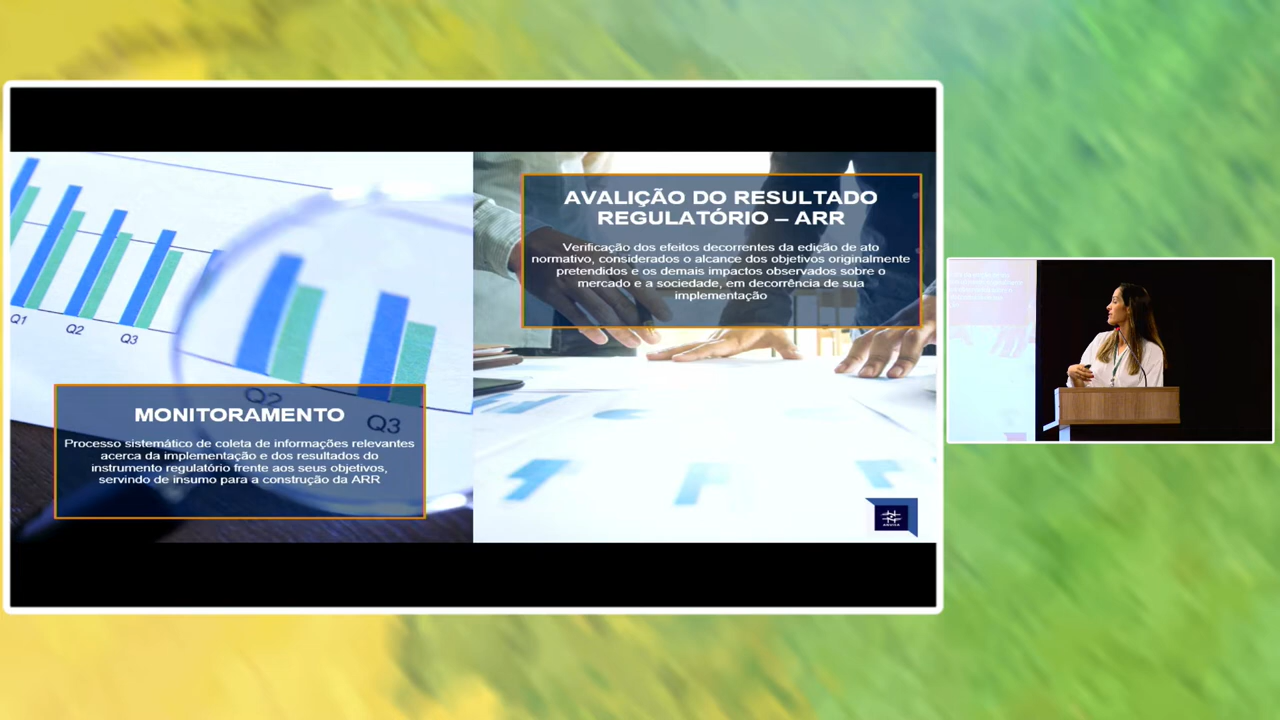 Q1
Q2
Q3
Q2
Q3
MONITORAMENTO
Processo sistemático de coleta de informações relevantes
acerca da implementação e dos resultados do
instrumento regulatório frente aos seus objetivos,
servindo de insumo para a construção da ARR
AVALIÇÃO DO RESULTADO
REGULATÓRIO – ARR
Verificação dos efeitos decorrentes da edição de ato
normativo, considerados o alcance dos objetivos originalmente
pretendidos e os demais impactos observados sobre o
mercado e a sociedade, em decorrência de sua
implementação